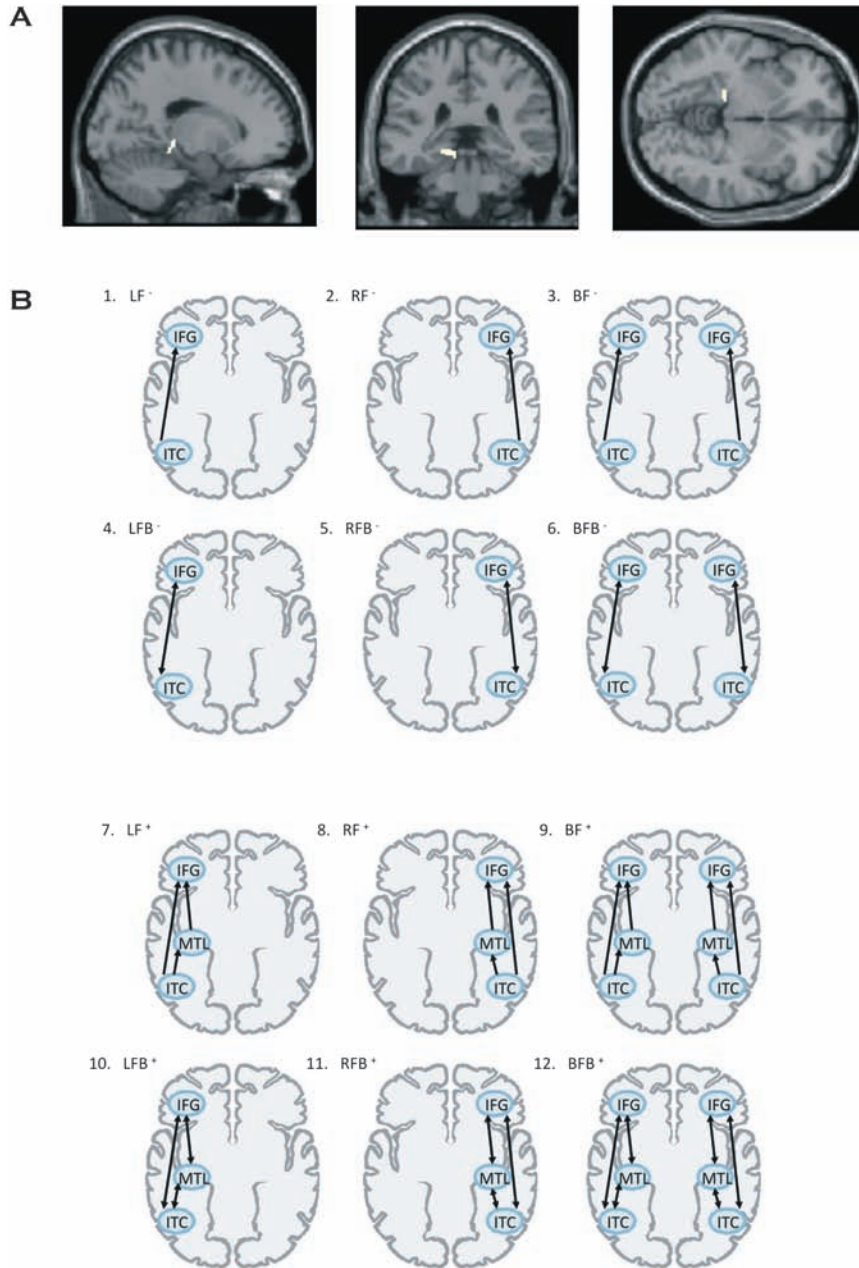 A
B
1. LF -
2. RF -
3. BF -
IFG
IFG
IFG IFG
ITC
ITC
ITC ITC
4. LFB -
5. RFB -
6. BFB -
IFG
IFG
IFG IFG
ITC
ITC
ITC ITC
7. LF +
8. RF +
9. BF +
IFG
IFG
IFG IFG
MTL
MTL
MTL MTL
ITC
ITC
ITC ITC
10. LFB +
11. RFB +
12. BFB +
IFG
IFG
IFG IFG
MTL
MTL
MTL MTL
ITC
ITC
ITC ITC